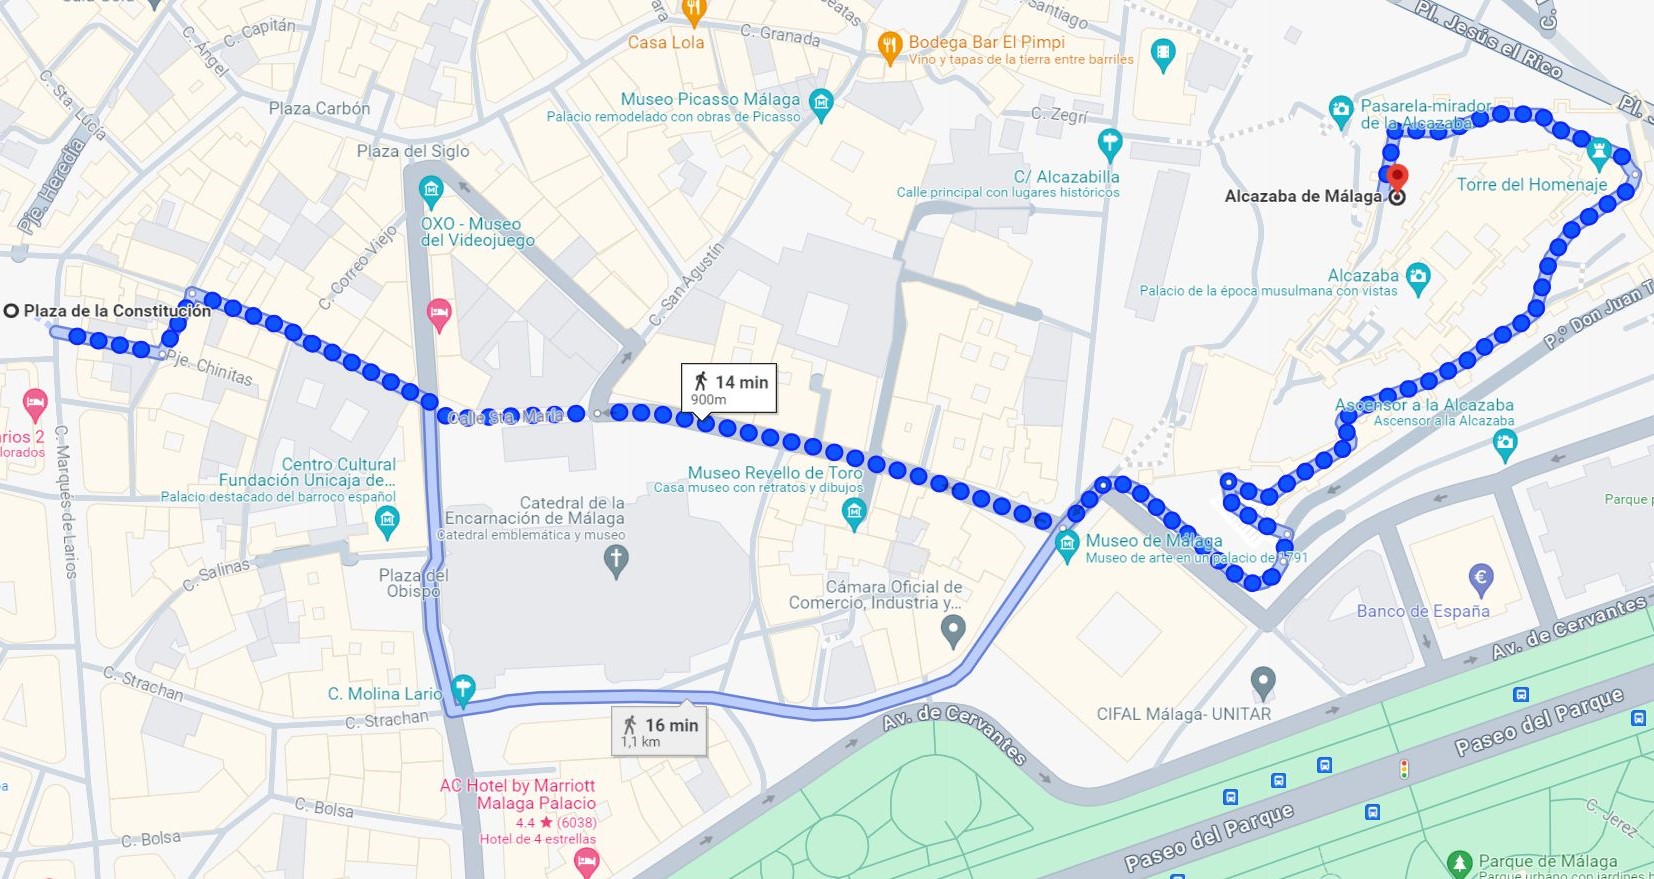 C. Capitán
C. Ángel
C. Sta. Lucía
Pje. Heredia
Plaza Carbón
Casa Lola
C. Granada
Santiago
Bodega Bar El Pimpi
Vino y tapas de la tierra entre barriles
Pl. Jesús el Rico
Pl.
C.
Museo Picasso Málaga
Palacio remodelado con obras de Picasso
C. Zegrí
Pasarela-mirador
de la Alcazaba
Plaza del Siglo
C/ Alcazabilla
Calle principal con lugares históricos
Alcazaba de Málaga
Torre del Homenaje
OXO - Museo
del Videojuego
C. Correo Viejo
C. San Agustín
Alcazaba
Palacio de la época musulmana con vistas
P.º Don Juan T
Plaza de la Constitución
Pje. Chinitas
14 min
900m
Calle Sta. María
Ascensor a la Alcazaba
Ascensor a la Alcazaba
arios 2
lorados
C. Marqués de Larios
Centro Cultural
Fundación Unicaja de...
Palacio destacado del barroco español
Museo Revello de Toro
Casa museo con retratos y dibujos
Catedral de la
Encarnación de Málaga
Catedral emblemática y museo
Parque p
Museo de Málaga
Museo de arte en un palacio de 1791
C. Salinas
Plaza del
Obispo
Cámara Oficial de
Comercio, Industria y...
€
Banco de España
Av. de Cervantes
C. Strachan
C. Molina Lario
C. Strachan
16 min
1,1 km
Av. de Cervantes
CIFAL Málaga- UNITAR
Paseo del Parque
AC Hotel by Marriott
Malaga Palacio
4.4 ★ (6038)
Hotel de 4 estrellas
C. Bolsa
C. Bolsa
Paseo del Parque
C. Jerez
Parque de Málaga
Parque urbano con jardines b